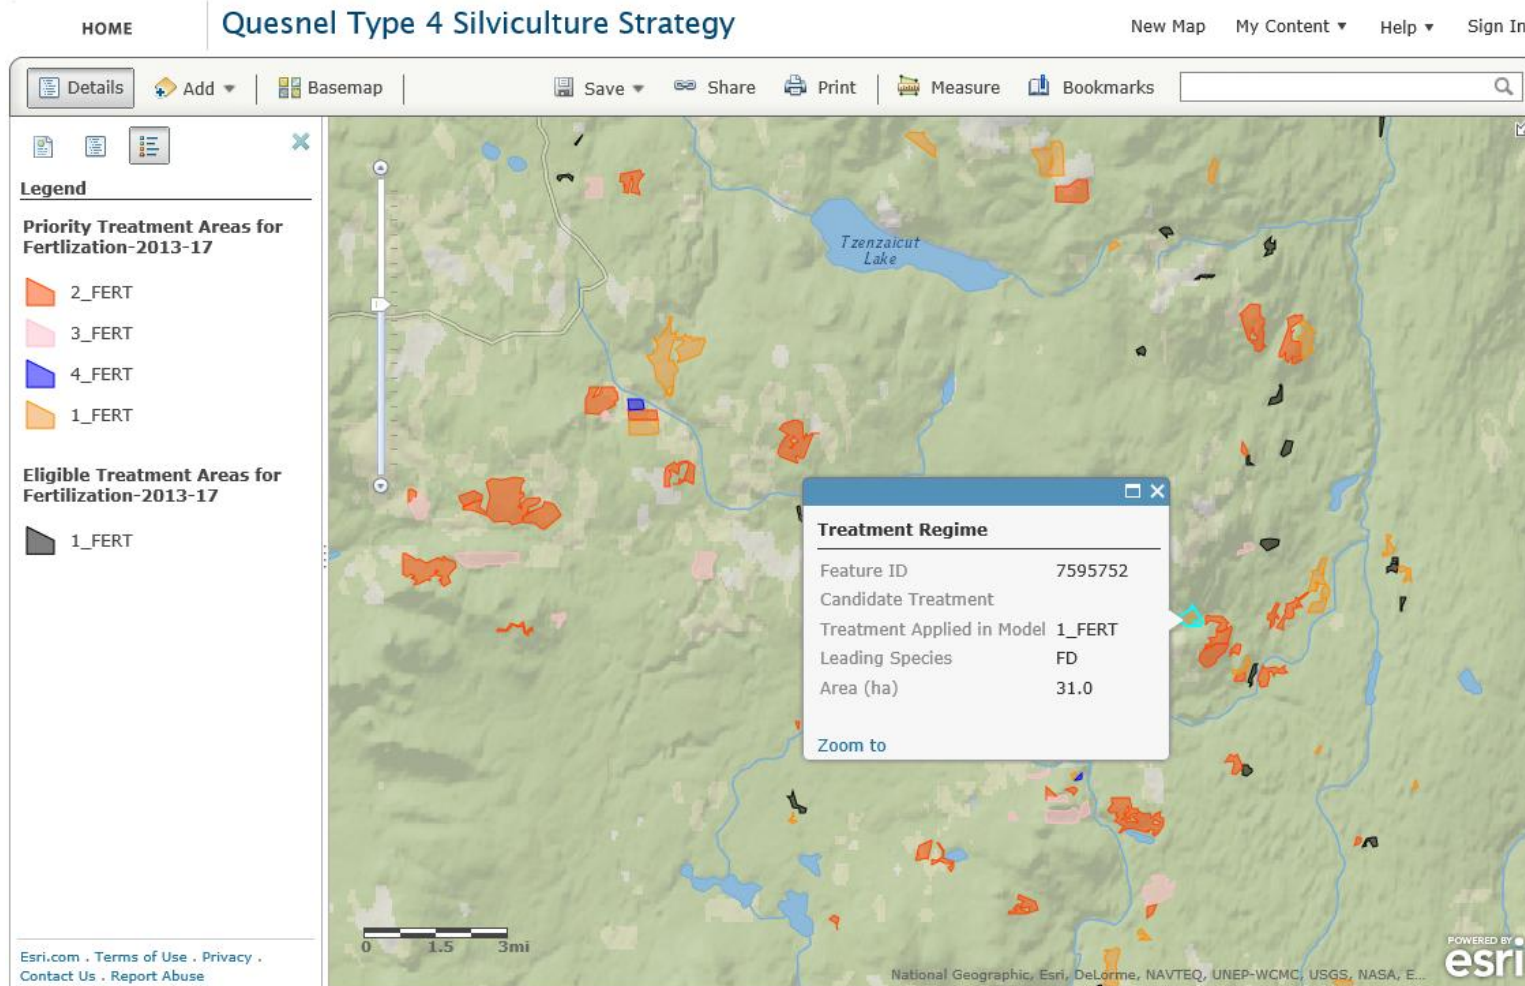 HOME
Quesnel Type 4 Silviculture Strategy
New Map My Content Help Sign In
Details Add Basemap Save Share Print Measure Bookmarks
Legend
Priority Treatment Areas for
Fertlization-2013-17
2_FERT
3_FERT
4_FERT
1_FERT
Eligible Treatment Areas for
Fertilization-2013-17
1_FERT
Tzenzaicut
Lake
Treatment Regime
Feature ID 7595752
Candidate Treatment
Treatment Applied in Model 1_FERT
Leading Species FD
Area (ha) 31.0
Zoom to
0 1.5 3mi
Esri.com . Terms of Use . Privacy .
Contact Us . Report Abuse
National Geographic, Esri, DeLorme, NAVTEQ, UNEP-WCMC, USGS, NASA, E...
POWERED BY
esri